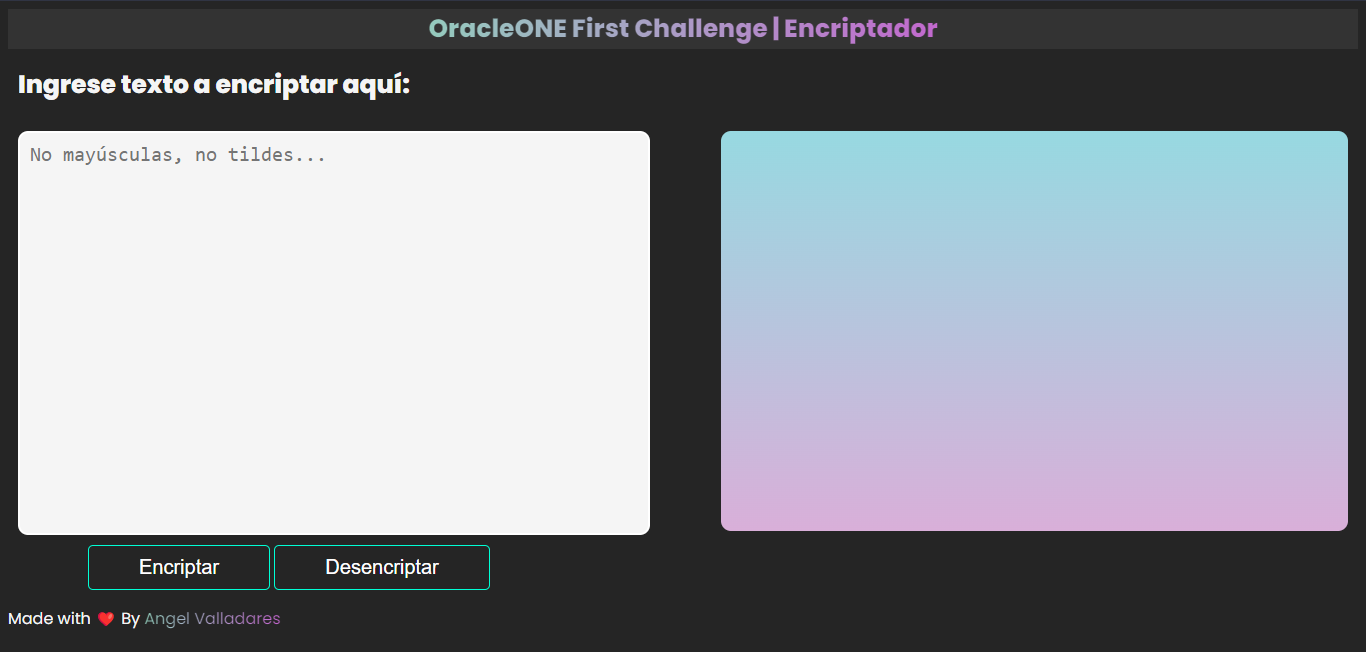 OracleONE First Challenge | Encriptador
Ingrese texto a encriptar aquí:
No mayúsculas, no tildes...
Encriptar
Desencriptar
Made with ❤️ By Angel Valladares